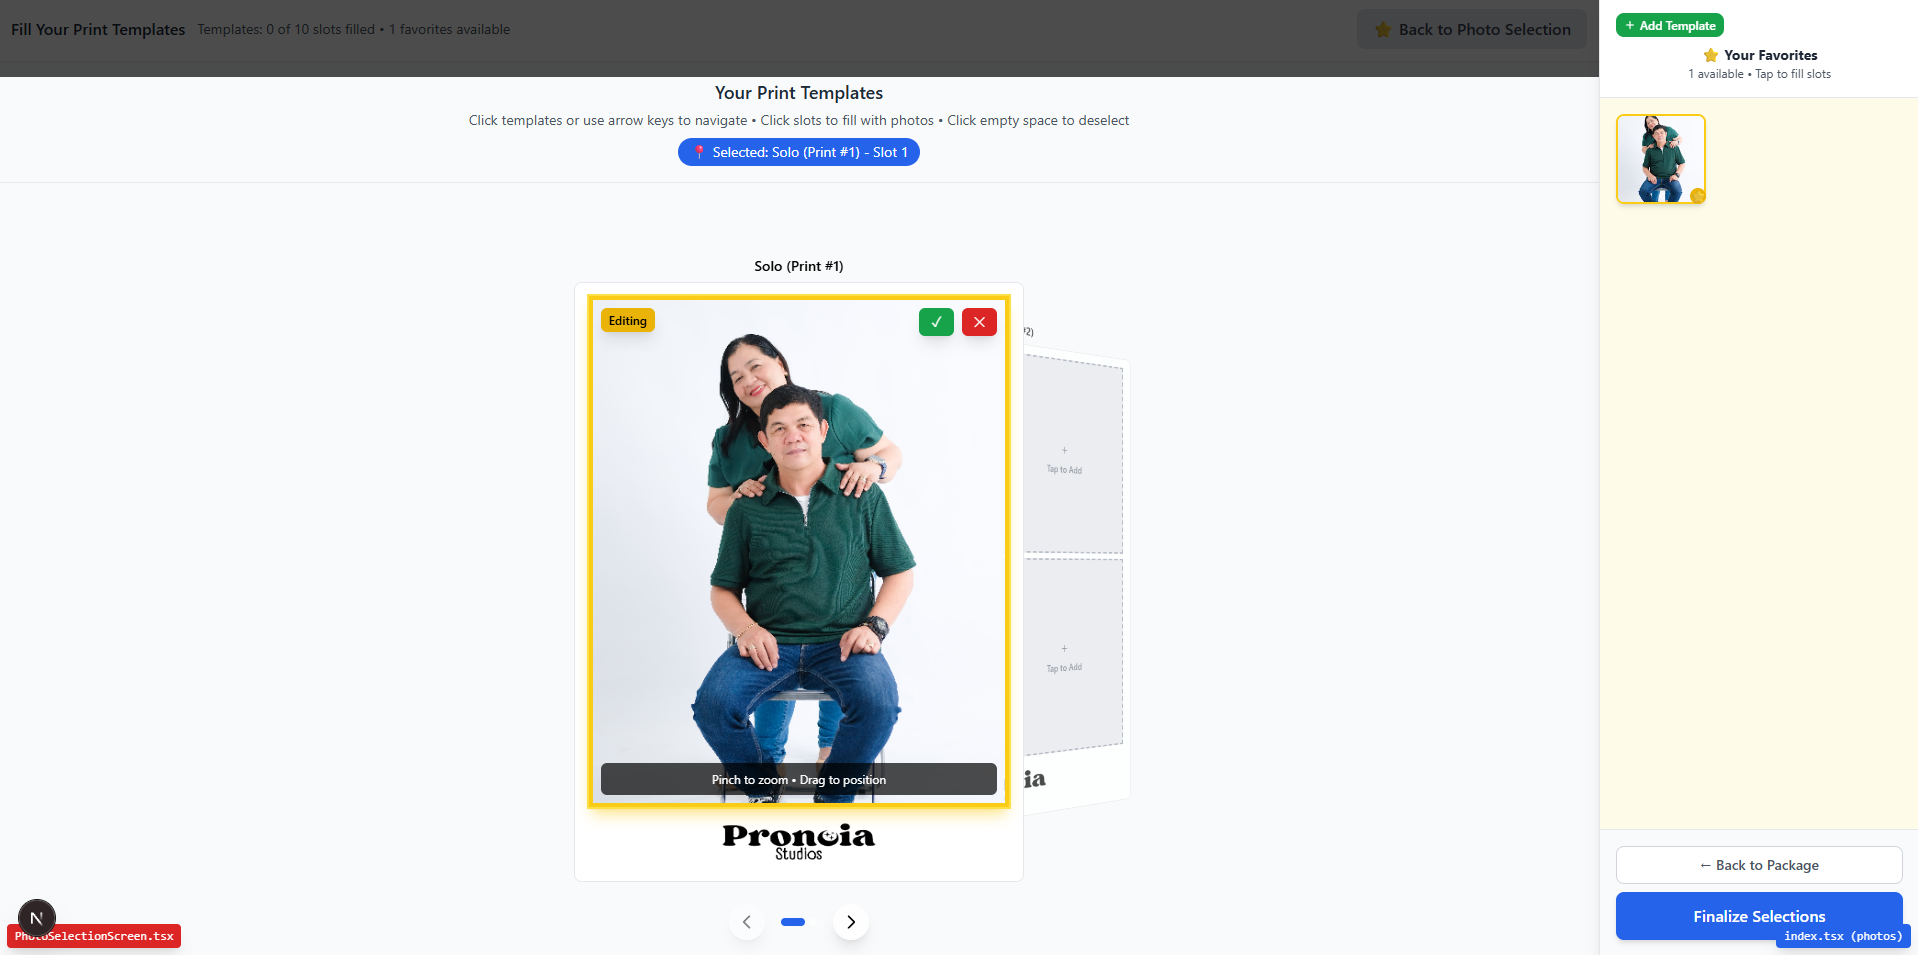 Fill Your Print Templates
Templates: 0 of 10 slots filled • 1 favorites available
⭐ Back to Photo Selection
+ Add Template
⭐ Your Favorites
1 available • Tap to fill slots
Your Print Templates
Click templates or use arrow keys to navigate • Click slots to fill with photos • Click empty space to deselect
📍 Selected: Solo (Print #1) - Slot 1
Solo (Print #1)
Editing
✓
#2)
+
Tap to Add
+
Tap to Add
Pinch to zoom • Drag to position
Pronoia
Studios
ia
← Back to Package
Finalize Selections
N
PhotoSelectionScreen.tsx
index.tsx (photos)